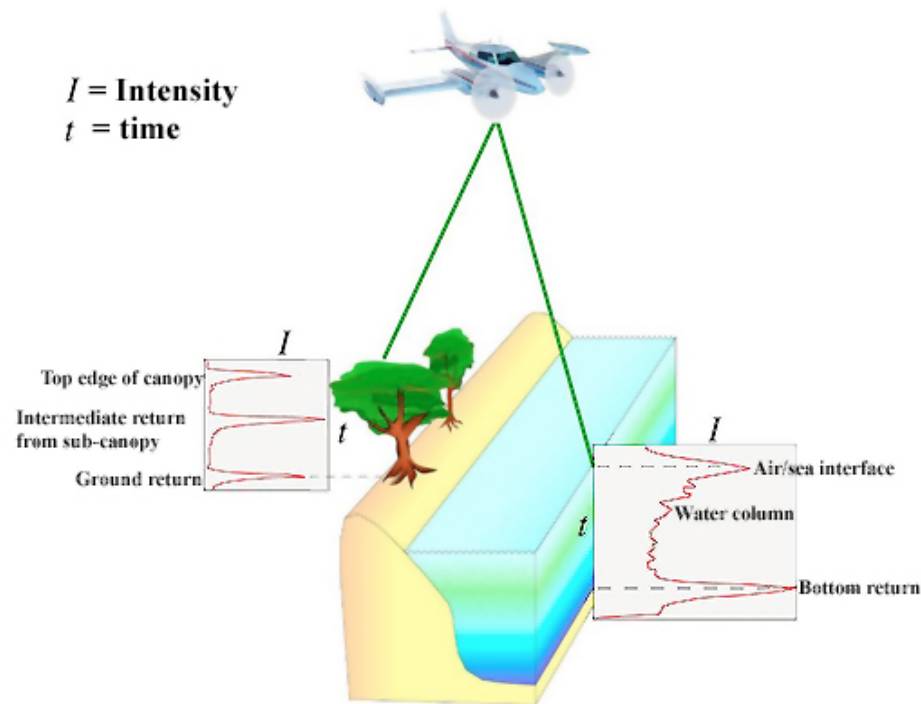 I = Intensity
t = time
I
Top edge of canopy
Intermediate return
from sub-canopy
t
Ground return
I
Air/sea interface
Water column
t
Bottom return